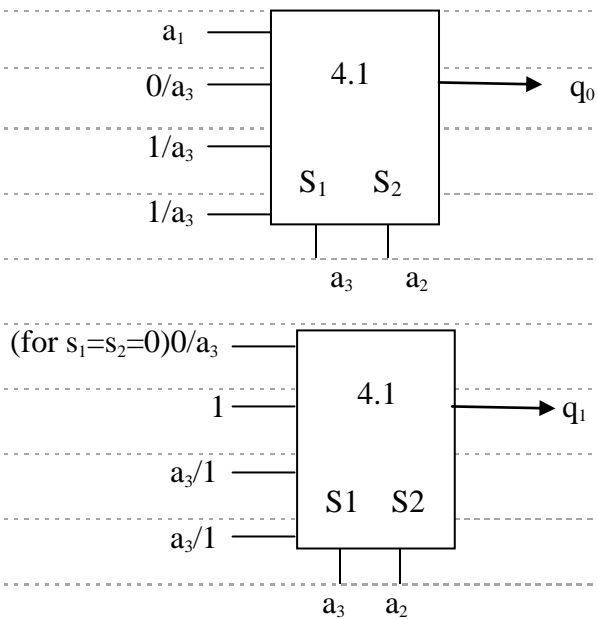 a₁
4.1
0/a₃
q₀
1/a₃
S₁ S₂
1/a₃
a₃ a₂
(for s₁=s₂=0)0/a₃
4.1
1
q₁
a₃/1
S1 S2
a₃/1
a₃ a₂